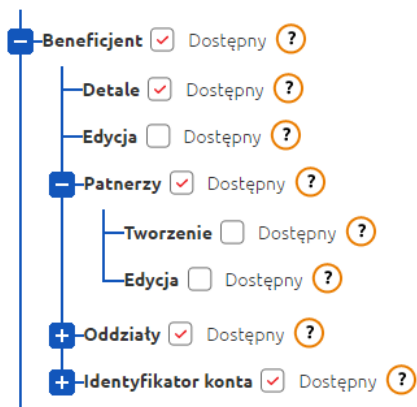 Beneficjent Dostępny ?
Detale Dostępny ?
Edycja Dostępny ?
Patnerzy Dostępny ?
Tworzenie Dostępny ?
Edycja Dostępny ?
Oddziały Dostępny ?
Identyfikator konta Dostępny ?